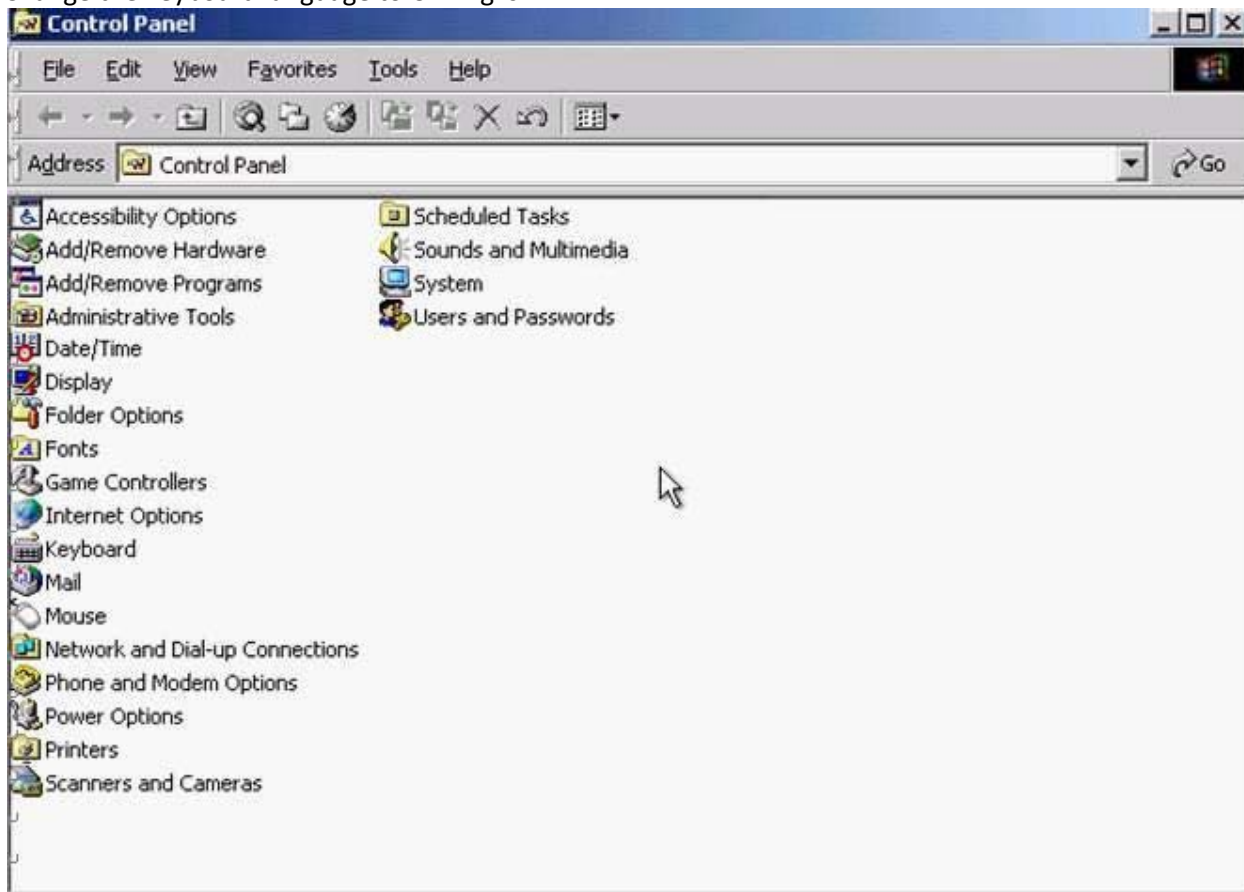 Control Panel
File Edit View Favorites Tools Help
Address Control Panel Go
Accessibility Options
Add/Remove Hardware
Add/Remove Programs
Administrative Tools
Date/Time
Display
Folder Options
Fonts
Game Controllers
Internet Options
Keyboard
Mail
Mouse
Network and Dial-up Connections
Phone and Modem Options
Power Options
Printers
Scanners and Cameras
Scheduled Tasks
Sounds and Multimedia
System
Users and Passwords